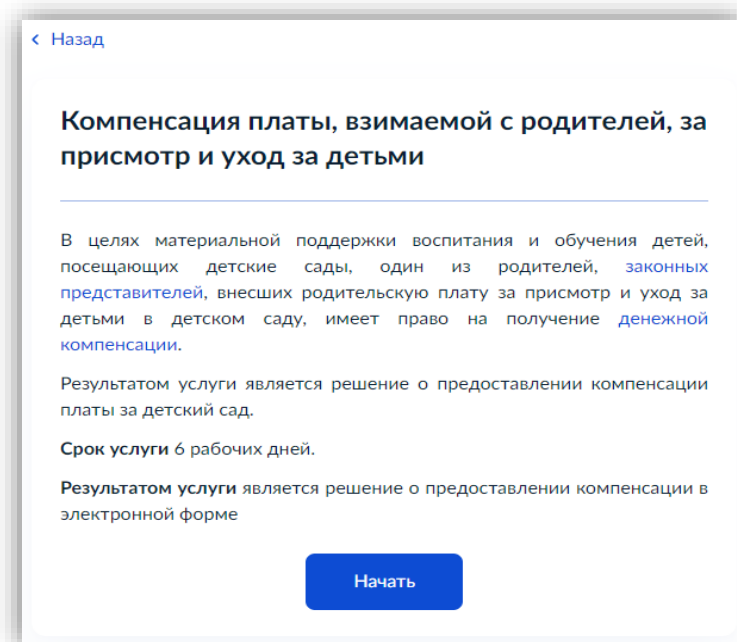 Назад
Компенсация платы, взимаемой с родителей, за
присмотр и уход за детьми
В целях материальной поддержки воспитания и обучения детей,
посещающих детские сады, один из родителей, законных
представителей, внесших родительскую плату за присмотр и уход за
детьми в детском саду, имеет право на получение денежной
компенсации.
Результатом услуги является решение о предоставлении компенсации
платы за детский сад.
Срок услуги 6 рабочих дней.
Результатом услуги является решение о предоставлении компенсации в
электронной форме
Начать